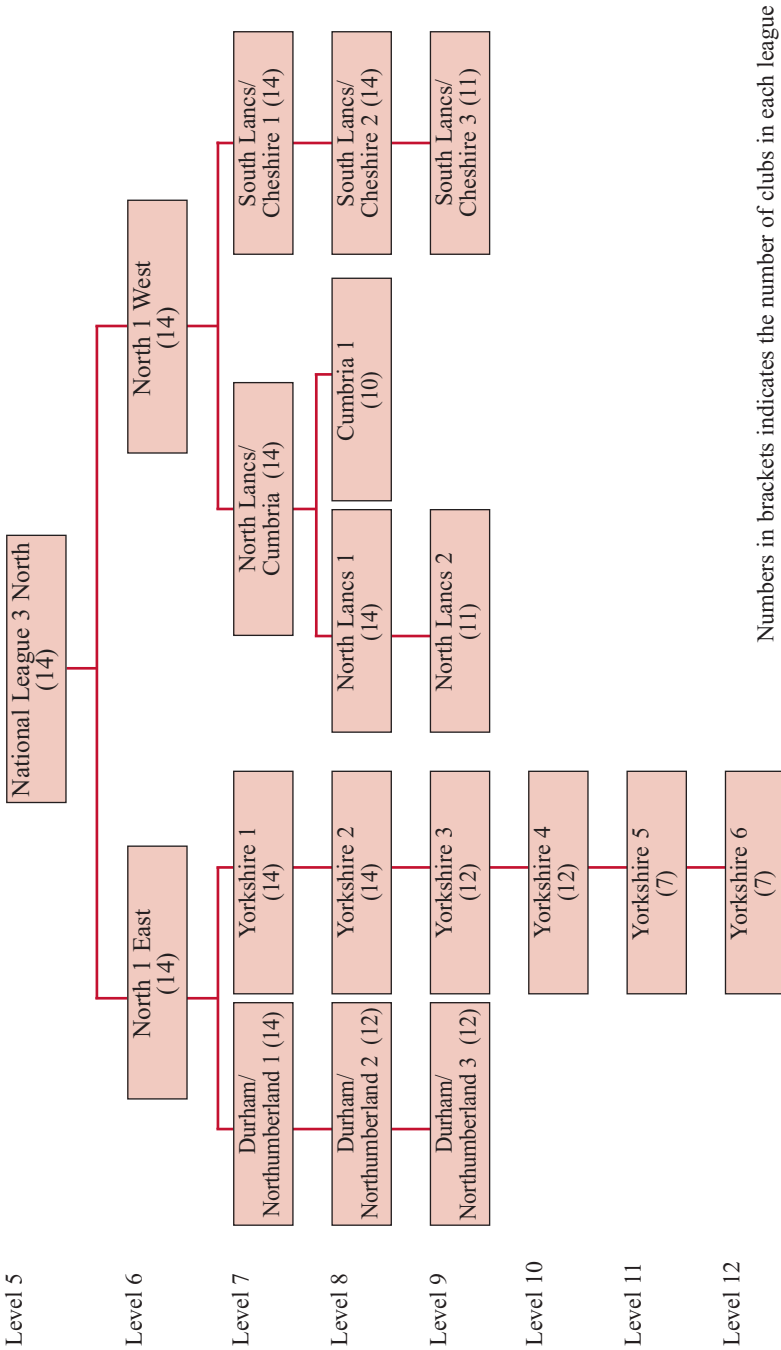 Level 5
National League 3 North
(14)
Level 6
North 1 East
(14)
North 1 West
(14)
Level 7
Durham/
Northumberland 1 (14)
Yorkshire 1
(14)
North Lancs/
Cumbria (14)
South Lancs/
Cheshire 1 (14)
Level 8
Durham/
Northumberland 2 (12)
Yorkshire 2
(14)
North Lancs 1
(14)
Cumbria 1
(10)
South Lancs/
Cheshire 2 (14)
Level 9
Durham/
Northumberland 3 (12)
Yorkshire 3
(12)
North Lancs 2
(11)
South Lancs/
Cheshire 3 (11)
Level 10
Yorkshire 4
(12)
Level 11
Yorkshire 5
(7)
Level 12
Yorkshire 6
(7)
Numbers in brackets indicates the number of clubs in each league